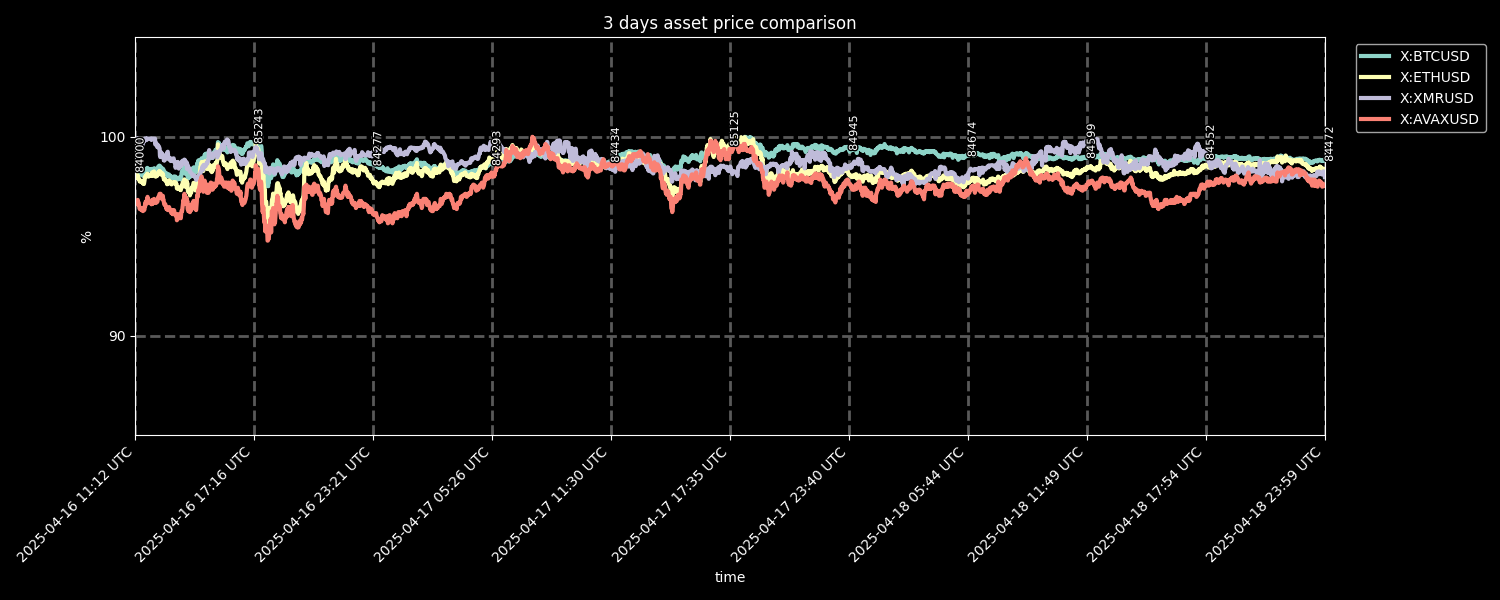 3 days asset price comparison
X:BTCUSD
X:ETHUSD
X:XMRUSD
X:AVAXUSD
%
100
90
84000
85243
84277
84293
84434
85125
84945
84674
84599
84552
84472
2025-04-16 11:12 UTC
2025-04-16 17:16 UTC
2025-04-16 23:21 UTC
2025-04-17 05:26 UTC
2025-04-17 11:30 UTC
2025-04-17 17:35 UTC
2025-04-17 23:40 UTC
2025-04-18 05:44 UTC
2025-04-18 11:49 UTC
2025-04-18 17:54 UTC
2025-04-18 23:59 UTC
time